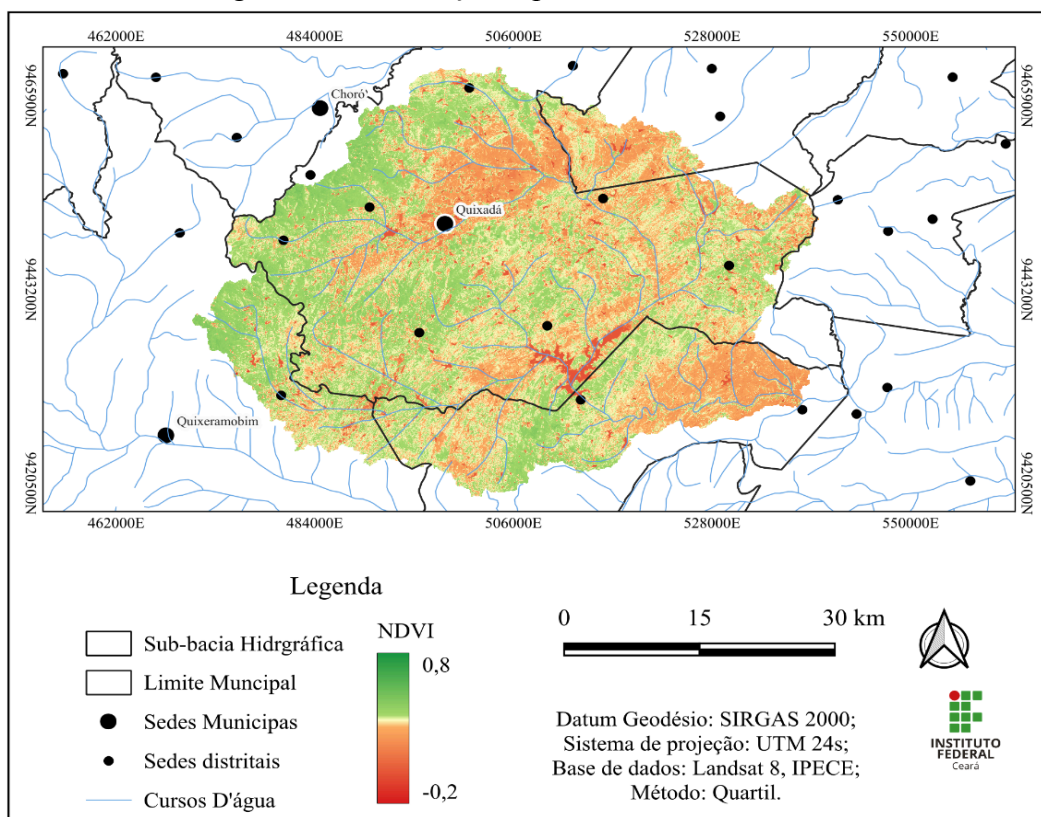 462000E 484000E 506000E 528000E 550000E
9465900N
9465900N
Choró
Quixadá
9443200N
9443200N
Quixeramobim
9420500N
9420500N
462000E 484000E 506000E 528000E 550000E
Legenda
Sub-bacia Hidrgráfica
Limite Muncipal
Sedes Municipas
Sedes distritais
Cursos D'água
NDVI
0,8
-0,2
0 15 30 km
Datum Geodésio: SIRGAS 2000;
Sistema de projeção: UTM 24s;
Base de dados: Landsat 8, IPECE;
Método: Quartil.
INSTITUTO
FEDERAL
Ceará